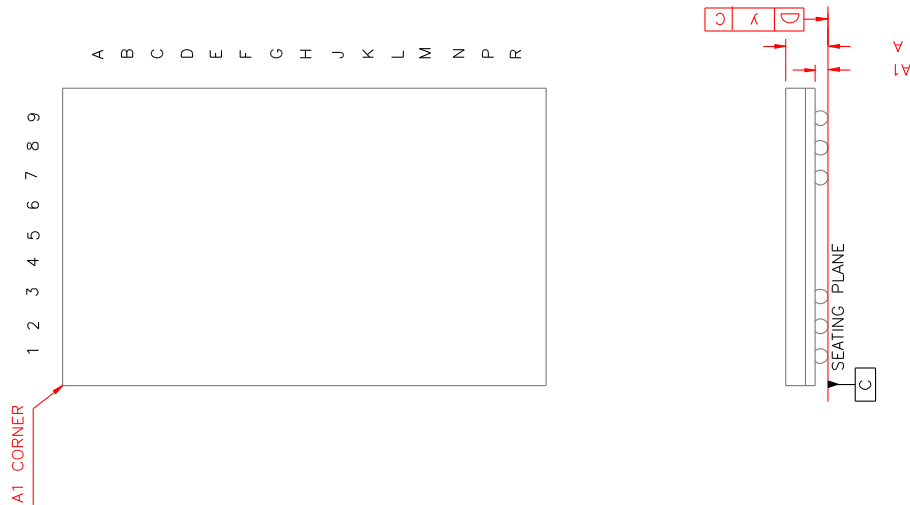 A B C D E F G H J K L M N P R
1 2 3 4 5 6 7 8 9
A1 CORNER
C y
A
A1
SEATING PLANE
C